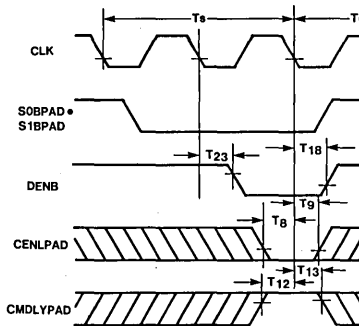 Ts
T
CLK
S0BPAD •
S1BPAD
T23
T18
DENB
T9
T8
CENLPAD
T13
T12
CMDLYPAD